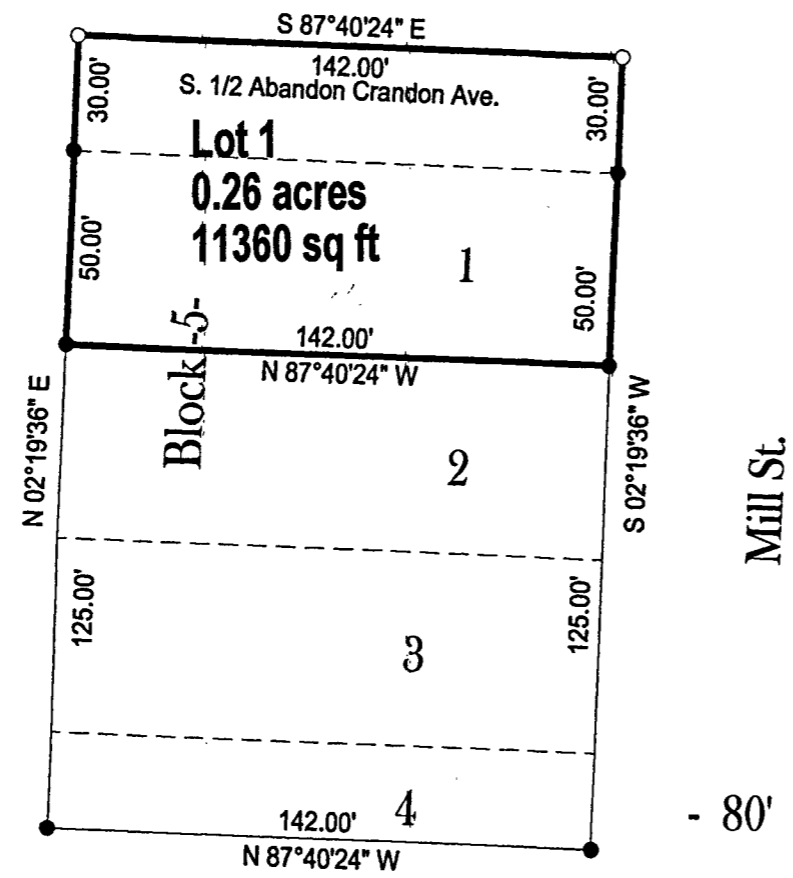 S 87°40'24" E
142.00'
S. 1/2 Abandon Crandon Ave.
30.00'
30.00'
Lot 1
0.26 acres
11360 sq ft
1
50.00'
50.00'
142.00'
N 87°40'24" W
Block -5-
N 02°19'36" E
S 02°19'36" W
Mill St.
2
125.00'
125.00'
3
4
- 80'
142.00'
N 87°40'24" W